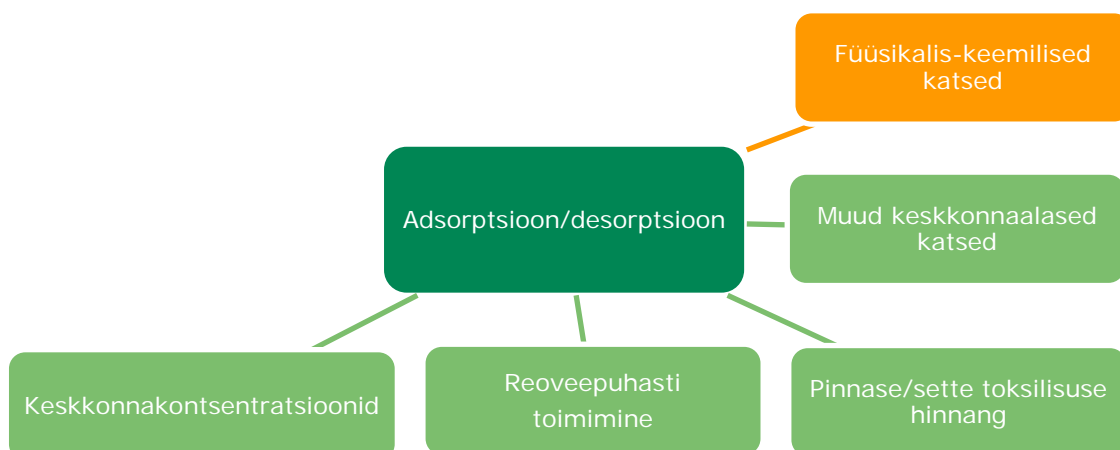 Füüsikalis-keemilised
katsed
Adsorptsioon/desorptsioon
Muud keskkonnaalased
katsed
Keskkonnakontsentratsioonid
Reoveepuhasti
toimimine
Pinnase/sette toksilisuse
hinnang